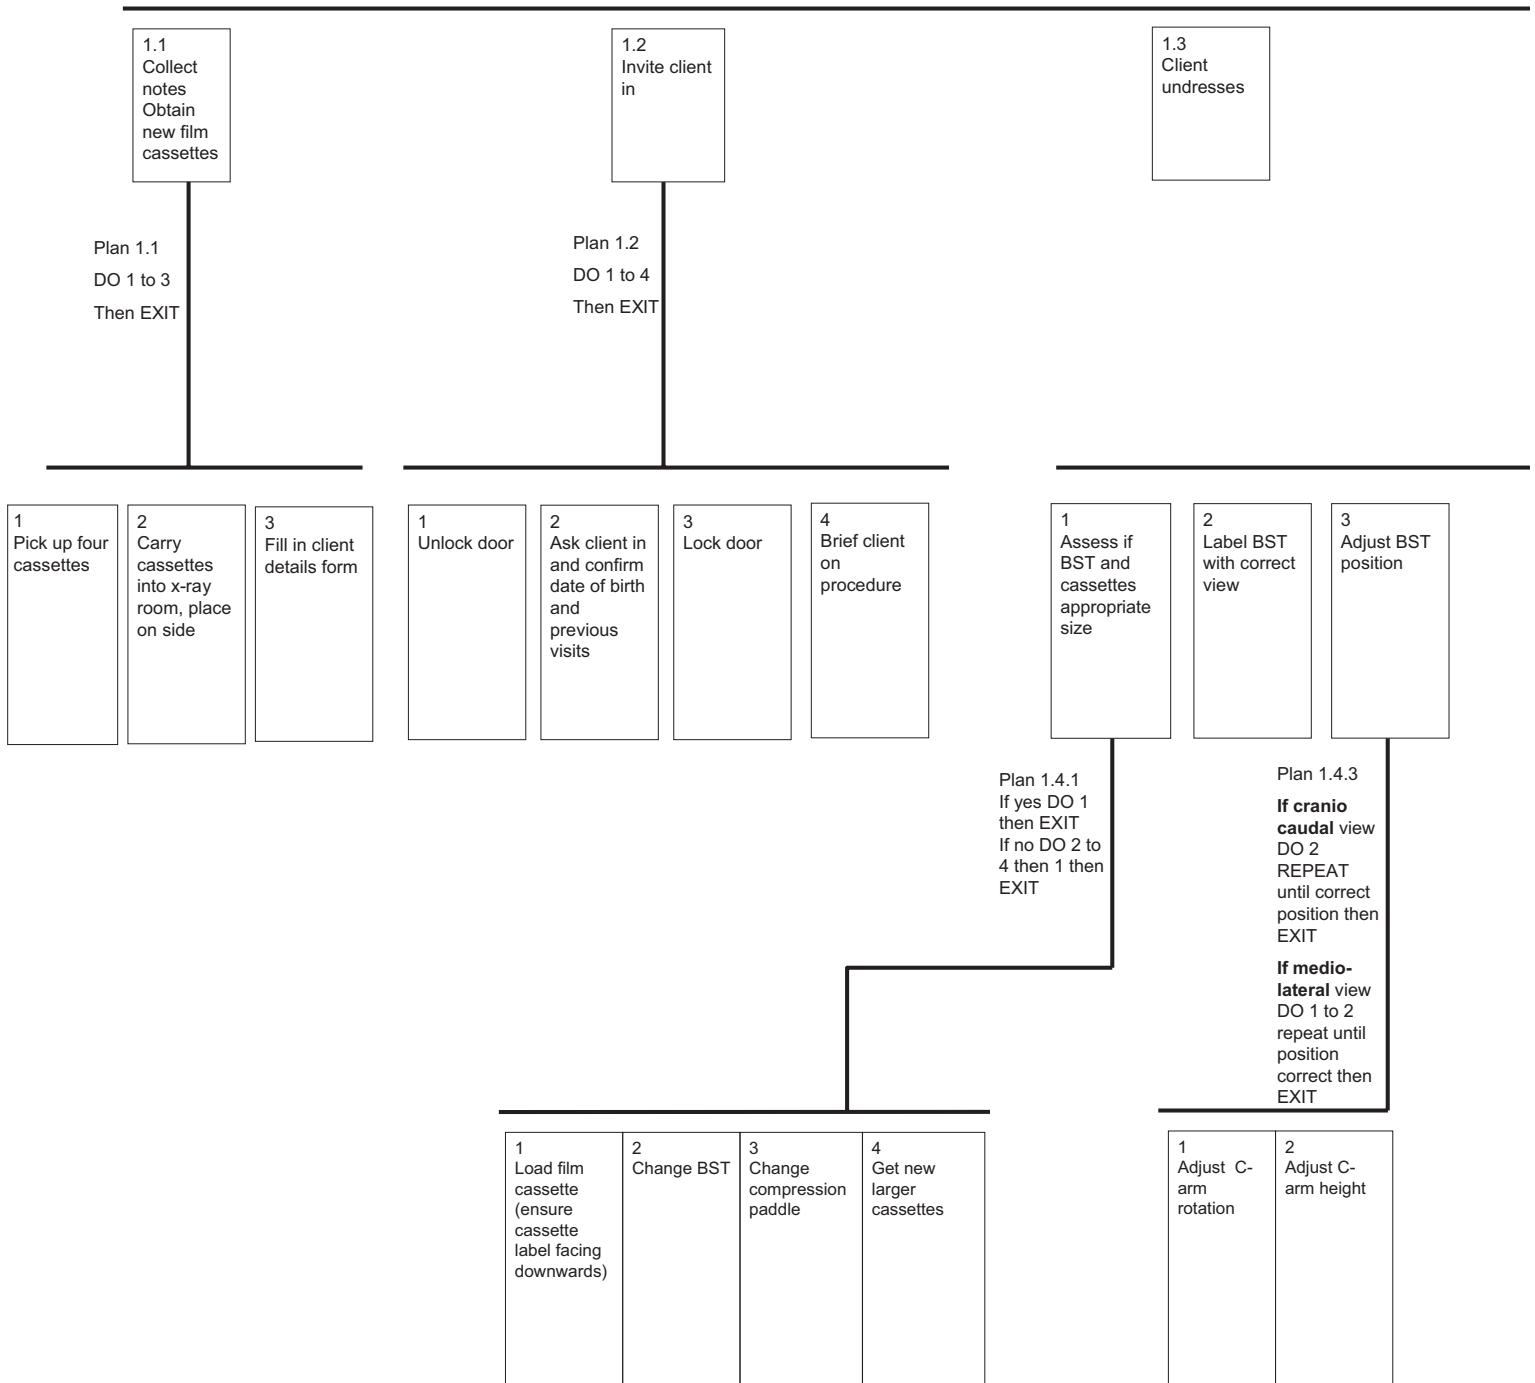 1.1
Collect
notes
Obtain
new film
cassettes
1.2
Invite client
in
1.3
Client
undresses
Plan 1.1
DO 1 to 3
Then EXIT
Plan 1.2
DO 1 to 4
Then EXIT
1
Pick up four
cassettes
2
Carry
cassettes
into x-ray
room, place
on side
3
Fill in client
details form
1
Unlock door
2
Ask client in
and confirm
date of birth
and
previous
visits
3
Lock door
4
Brief client
on
procedure
1
Assess if
BST and
cassettes
appropriate
size
2
Label BST
with correct
view
3
Adjust BST
position
Plan 1.4.1
If yes DO 1
then EXIT
If no DO 2 to
4 then 1 then
EXIT
Plan 1.4.3
If cranio
caudal view
DO 2
REPEAT
until correct
position then
EXIT
If medio-
lateral view
DO 1 to 2
repeat until
position
correct then
EXIT
1
Load film
cassette
(ensure
cassette
label facing
downwards)
2
Change BST
3
Change
compression
paddle
4
Get new
larger
cassettes
1
Adjust C-
arm
rotation
2
Adjust C-
arm height